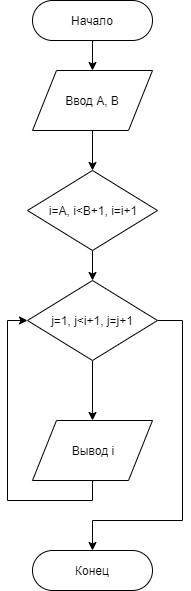 Начало
Ввод A, B
i=A, i<B+1, i=i+1
j=1, j<i+1, j=j+1
Вывод i
Конец